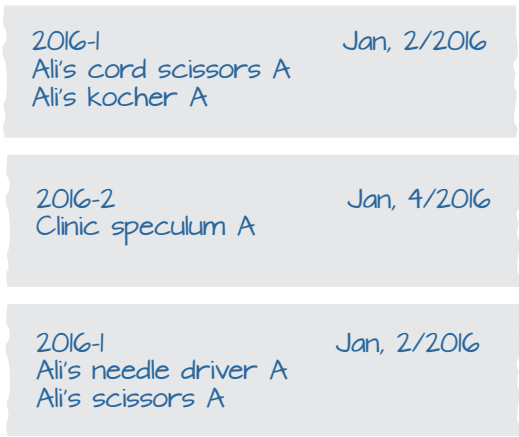 2016-1 Jan, 2/2016
Ali's cord scissors A
Ali's kocher A
2016-2 Jan, 4/2016
Clinic speculum A
2016-1 Jan, 2/2016
Ali's needle driver A
Ali's scissors A